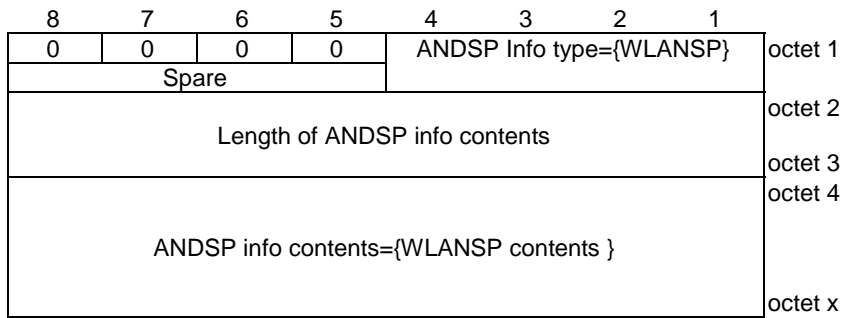 8 7 6 5 4 3 2 1
0 0 0 0 ANDSP Info type={WLANSP} octet 1
Spare
octet 2
Length of ANDSP info contents
octet 3
octet 4
ANDSP info contents={WLANSP contents }
octet x